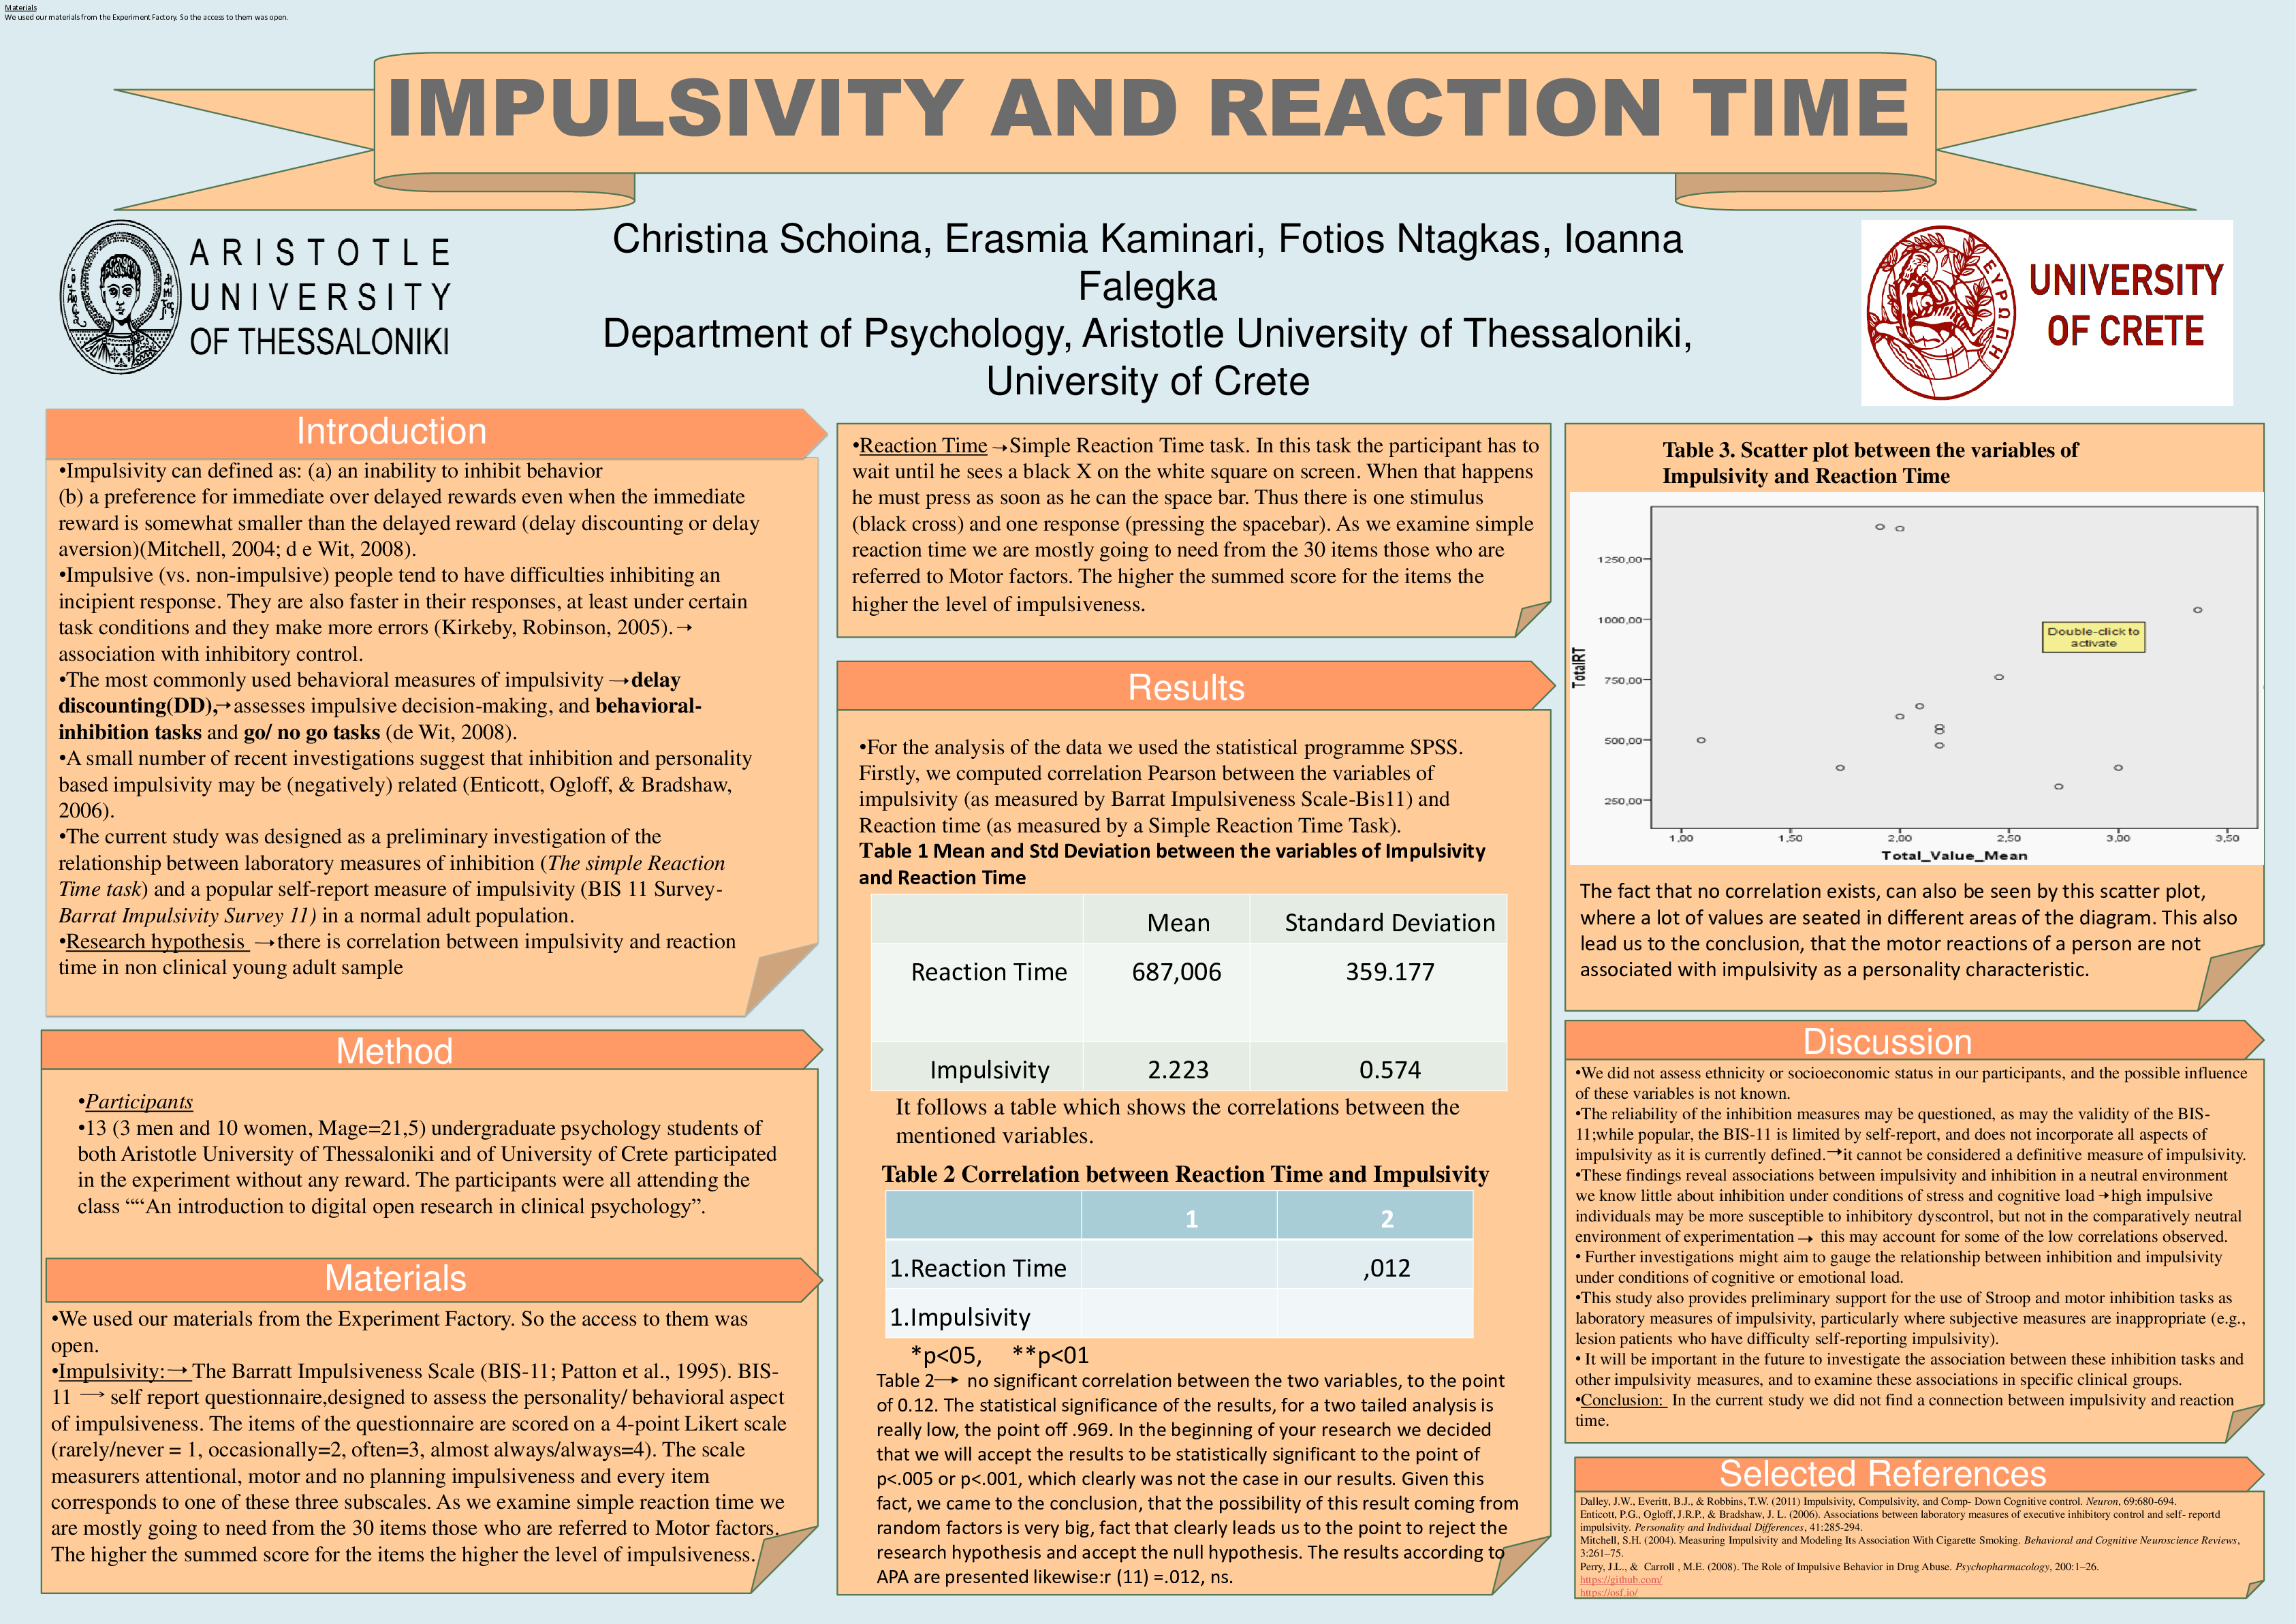 Materials
We used our materials from the Experiment Factory. So the access to them was open.
IMPULSIVITY AND REACTION TIME
ARISTOTLE
UNIVERSITY
OF THESSALONIKI
Christina Schoina, Erasmia Kaminari, Fotios Ntagkas, Ioanna
Falegka
Department of Psychology, Aristotle University of Thessaloniki,
University of Crete
ΕΥΡΩΠΗ
UNIVERSITY
OF CRETE
Introduction
•Impulsivity can defined as: (a) an inability to inhibit behavior
(b) a preference for immediate over delayed rewards even when the immediate
reward is somewhat smaller than the delayed reward (delay discounting or delay
aversion)(Mitchell, 2004; d e Wit, 2008).
•Impulsive (vs. non-impulsive) people tend to have difficulties inhibiting an
incipient response. They are also faster in their responses, at least under certain
task conditions and they make more errors (Kirkeby, Robinson, 2005).→
association with inhibitory control.
•The most commonly used behavioral measures of impulsivity →delay
discounting(DD),→assesses impulsive decision-making, and behavioral-
inhibition tasks and go/ no go tasks (de Wit, 2008).
•A small number of recent investigations suggest that inhibition and personality
based impulsivity may be (negatively) related (Enticott, Ogloff, & Bradshaw,
2006).
•The current study was designed as a preliminary investigation of the
relationship between laboratory measures of inhibition (The simple Reaction
Time task) and a popular self-report measure of impulsivity (BIS 11 Survey-
Barrat Impulsivity Survey 11) in a normal adult population.
•Research hypothesis →there is correlation between impulsivity and reaction
time in non clinical young adult sample
Method
•Participants
•13 (3 men and 10 women, Mage=21,5) undergraduate psychology students of
both Aristotle University of Thessaloniki and of University of Crete participated
in the experiment without any reward. The participants were all attending the
class ““An introduction to digital open research in clinical psychology”.
Materials
•We used our materials from the Experiment Factory. So the access to them was
open.
•Impulsivity:→ The Barratt Impulsiveness Scale (BIS-11; Patton et al., 1995). BIS-
11 → self report questionnaire,designed to assess the personality/ behavioral aspect
of impulsiveness. The items of the questionnaire are scored on a 4-point Likert scale
(rarely/never = 1, occasionally=2, often=3, almost always/always=4). The scale
measurers attentional, motor and no planning impulsiveness and every item
corresponds to one of these three subscales. As we examine simple reaction time we
are mostly going to need from the 30 items those who are referred to Motor factors.
The higher the summed score for the items the higher the level of impulsiveness.
•Reaction Time →Simple Reaction Time task. In this task the participant has to
wait until he sees a black X on the white square on screen. When that happens
he must press as soon as he can the space bar. Thus there is one stimulus
(black cross) and one response (pressing the spacebar). As we examine simple
reaction time we are mostly going to need from the 30 items those who are
referred to Motor factors. The higher the summed score for the items the
higher the level of impulsiveness.
Results
•For the analysis of the data we used the statistical programme SPSS.
Firstly, we computed correlation Pearson between the variables of
impulsivity (as measured by Barrat Impulsiveness Scale-Bis11) and
Reaction time (as measured by a Simple Reaction Time Task).
Table 1 Mean and Std Deviation between the variables of Impulsivity
and Reaction Time
Mean Standard Deviation
Reaction Time 687,006 359.177
Impulsivity 2.223 0.574
It follows a table which shows the correlations between the
mentioned variables.
Table 2 Correlation between Reaction Time and Impulsivity
1 2
1.Reaction Time ,012
1.Impulsivity
*p<05, **p<01
Table 2→ no significant correlation between the two variables, to the point
of 0.12. The statistical significance of the results, for a two tailed analysis is
really low, the point off .969. In the beginning of your research we decided
that we will accept the results to be statistically significant to the point of
p<.005 or p<.001, which clearly was not the case in our results. Given this
fact, we came to the conclusion, that the possibility of this result coming from
random factors is very big, fact that clearly leads us to the point to reject the
research hypothesis and accept the null hypothesis. The results according to
APA are presented likewise:r (11) =.012, ns.
Table 3. Scatter plot between the variables of
Impulsivity and Reaction Time
1250,00
1000,00
750,00
500,00
250,00
TotalRT
Double-click to
activate
1,00 1,50 2,00 2,50 3,00 3,50
Total_Value_Mean
The fact that no correlation exists, can also be seen by this scatter plot,
where a lot of values are seated in different areas of the diagram. This also
lead us to the conclusion, that the motor reactions of a person are not
associated with impulsivity as a personality characteristic.
Discussion
•We did not assess ethnicity or socioeconomic status in our participants, and the possible influence
of these variables is not known.
•The reliability of the inhibition measures may be questioned, as may the validity of the BIS-
11;while popular, the BIS-11 is limited by self-report, and does not incorporate all aspects of
impulsivity as it is currently defined.→it cannot be considered a definitive measure of impulsivity.
•These findings reveal associations between impulsivity and inhibition in a neutral environment
we know little about inhibition under conditions of stress and cognitive load →high impulsive
individuals may be more susceptible to inhibitory dyscontrol, but not in the comparatively neutral
environment of experimentation → this may account for some of the low correlations observed.
• Further investigations might aim to gauge the relationship between inhibition and impulsivity
under conditions of cognitive or emotional load.
•This study also provides preliminary support for the use of Stroop and motor inhibition tasks as
laboratory measures of impulsivity, particularly where subjective measures are inappropriate (e.g.,
lesion patients who have difficulty self-reporting impulsivity).
• It will be important in the future to investigate the association between these inhibition tasks and
other impulsivity measures, and to examine these associations in specific clinical groups.
•Conclusion: In the current study we did not find a connection between impulsivity and reaction
time.
Selected References
Dalley, J.W., Everitt, B.J., & Robbins, T.W. (2011) Impulsivity, Compulsivity, and Comp- Down Cognitive control. Neuron, 69:680-694.
Enticott, P.G., Ogloff, J.R.P., & Bradshaw, J. L. (2006). Associations between laboratory measures of executive inhibitory control and self- reportd
impulsivity. Personality and Individual Differences, 41:285-294.
Mitchell, S.H. (2004). Measuring Impulsivity and Modeling Its Association With Cigarette Smoking. Behavioral and Cognitive Neuroscience Reviews,
3:261–75.
Perry, J.L., & Carroll , M.E. (2008). The Role of Impulsive Behavior in Drug Abuse. Psychopharmacology, 200:1–26.
https://github.com/
https://osf.io/